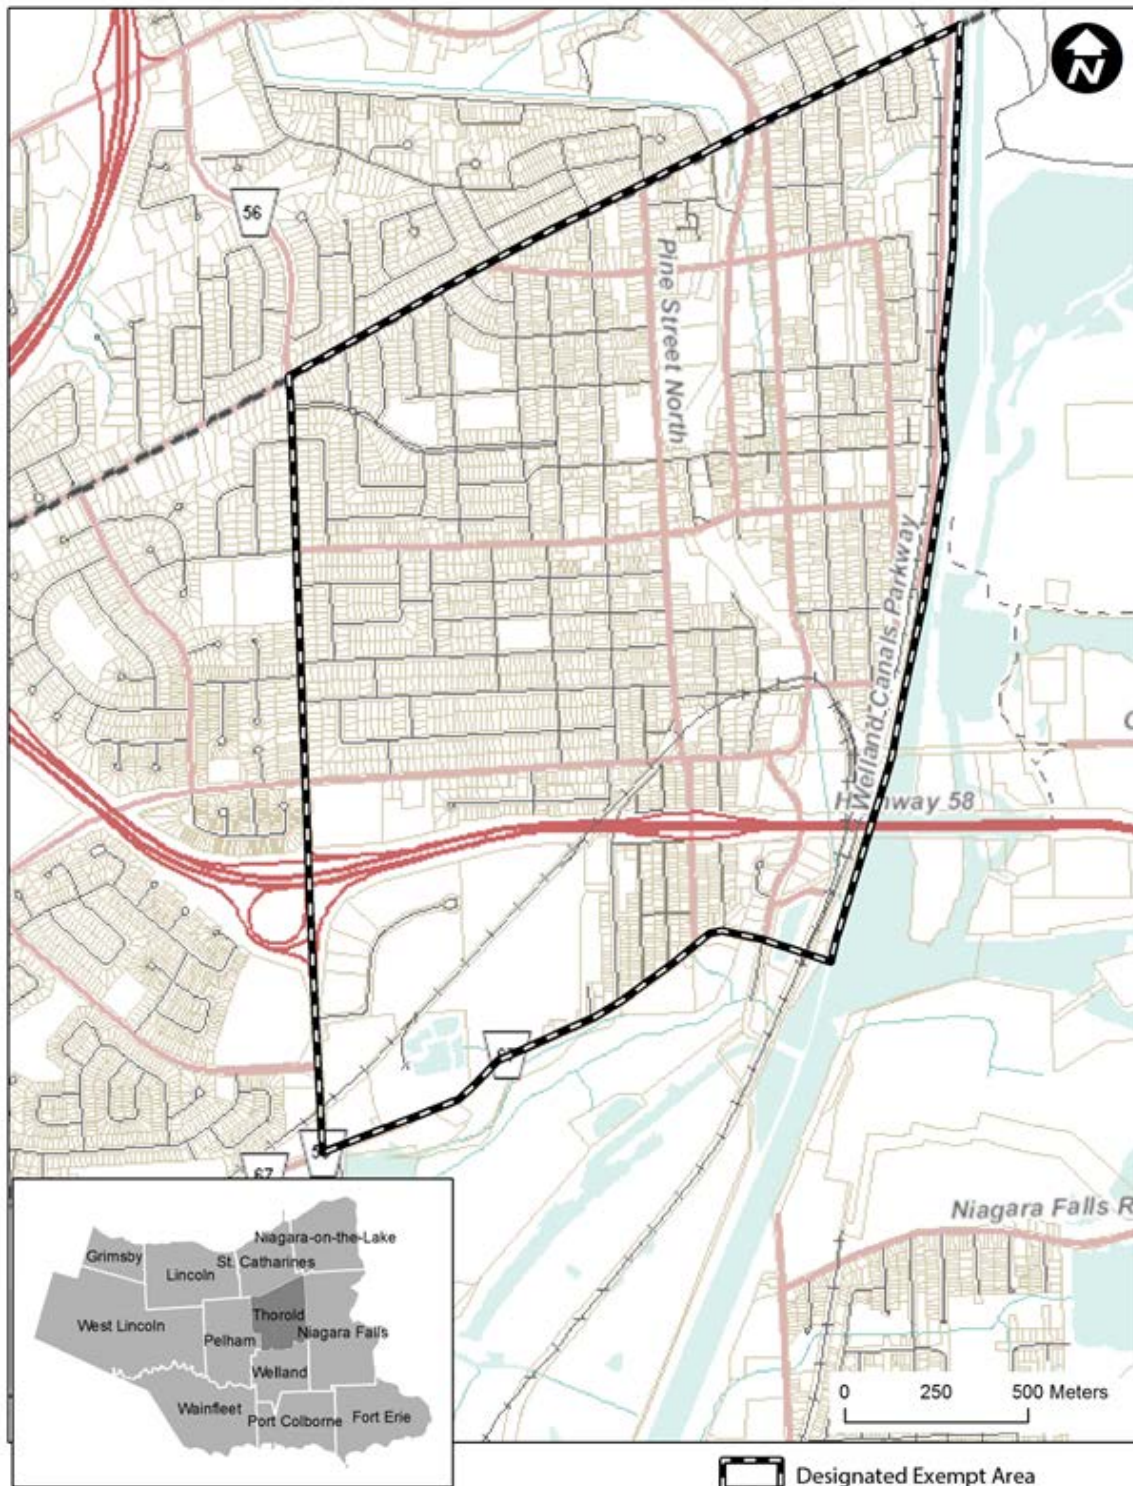 N
56
Pine Street North
Welland Canals Parkway
Highway 58
67
Niagara Falls R
Grimsby
Lincoln
St. Catharines
Niagara-on-the-Lake
West Lincoln
Pelham
Thorold
Niagara Falls
Welland
Wainfleet
Port Colborne
Fort Erie
0 250 500 Meters
Designated Exempt Area